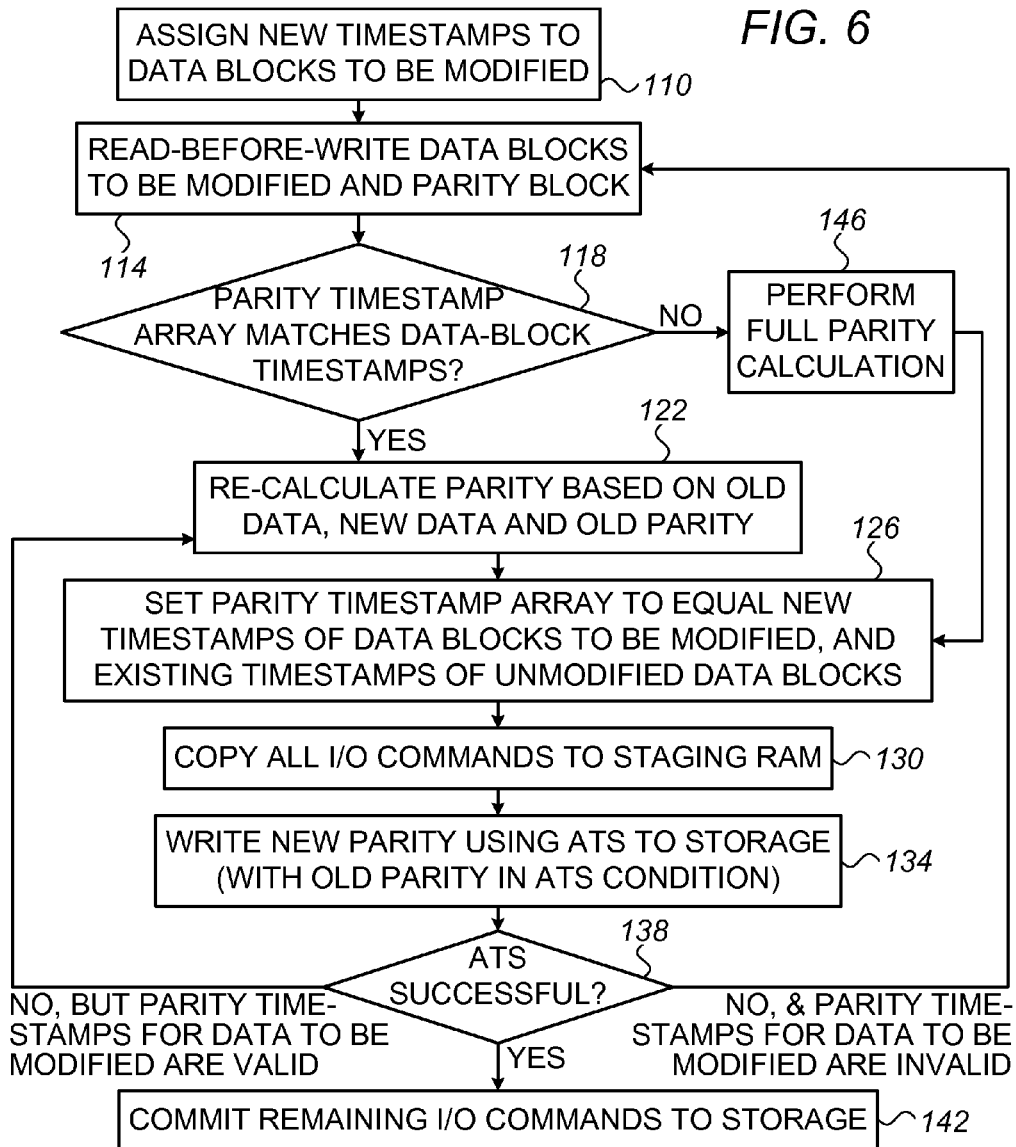 FIG. 6
ASSIGN NEW TIMESTAMPS TO
DATA BLOCKS TO BE MODIFIED
110
READ-BEFORE-WRITE DATA BLOCKS
TO BE MODIFIED AND PARITY BLOCK
114
118
PARITY TIMESTAMP
ARRAY MATCHES DATA-BLOCK
TIMESTAMPS?
NO
146
PERFORM
FULL PARITY
CALCULATION
YES
122
RE-CALCULATE PARITY BASED ON OLD
DATA, NEW DATA AND OLD PARITY
126
SET PARITY TIMESTAMP ARRAY TO EQUAL NEW
TIMESTAMPS OF DATA BLOCKS TO BE MODIFIED, AND
EXISTING TIMESTAMPS OF UNMODIFIED DATA BLOCKS
COPY ALL I/O COMMANDS TO STAGING RAM
130
WRITE NEW PARITY USING ATS TO STORAGE
(WITH OLD PARITY IN ATS CONDITION)
134
138
ATS
SUCCESSFUL?
NO, BUT PARITY TIME-
STAMPS FOR DATA TO BE
MODIFIED ARE VALID
NO, & PARITY TIME-
STAMPS FOR DATA TO BE
MODIFIED ARE INVALID
YES
COMMIT REMAINING I/O COMMANDS TO STORAGE
142